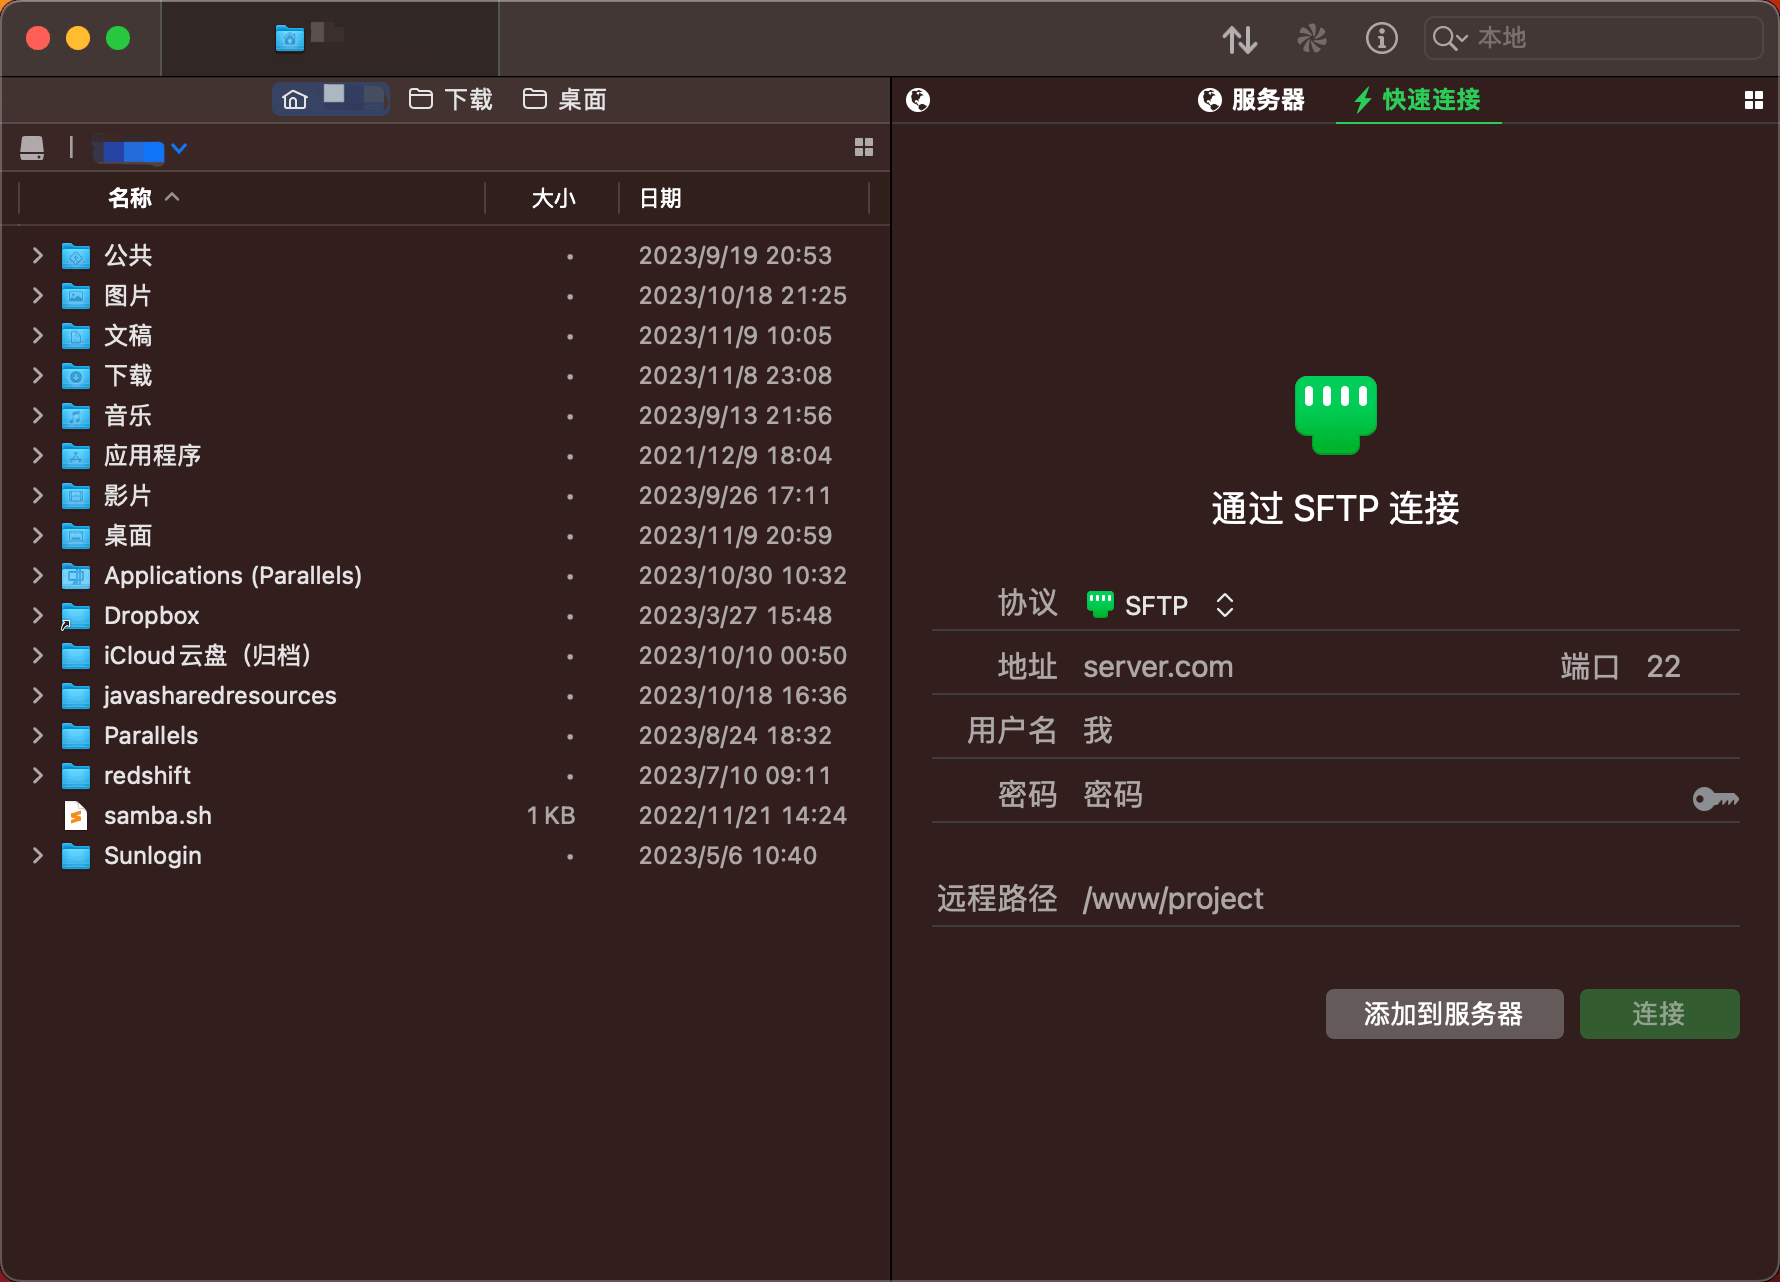 本地
下载 桌面
服务器 快速连接
名称 大小 日期
公共 2023/9/19 20:53
图片 2023/10/18 21:25
文稿 2023/11/9 10:05
下载 2023/11/8 23:08
音乐 2023/9/13 21:56
应用程序 2021/12/9 18:04
影片 2023/9/26 17:11
桌面 2023/11/9 20:59
Applications (Parallels) 2023/10/30 10:32
Dropbox 2023/3/27 15:48
iCloud云盘（归档） 2023/10/10 00:50
javasharedresources 2023/10/18 16:36
Parallels 2023/8/24 18:32
redshift 2023/7/10 09:11
samba.sh 1 KB 2022/11/21 14:24
Sunlogin 2023/5/6 10:40
通过 SFTP 连接
协议 SFTP
地址 server.com 端口 22
用户名 我
密码 密码
远程路径 /www/project
添加到服务器 连接